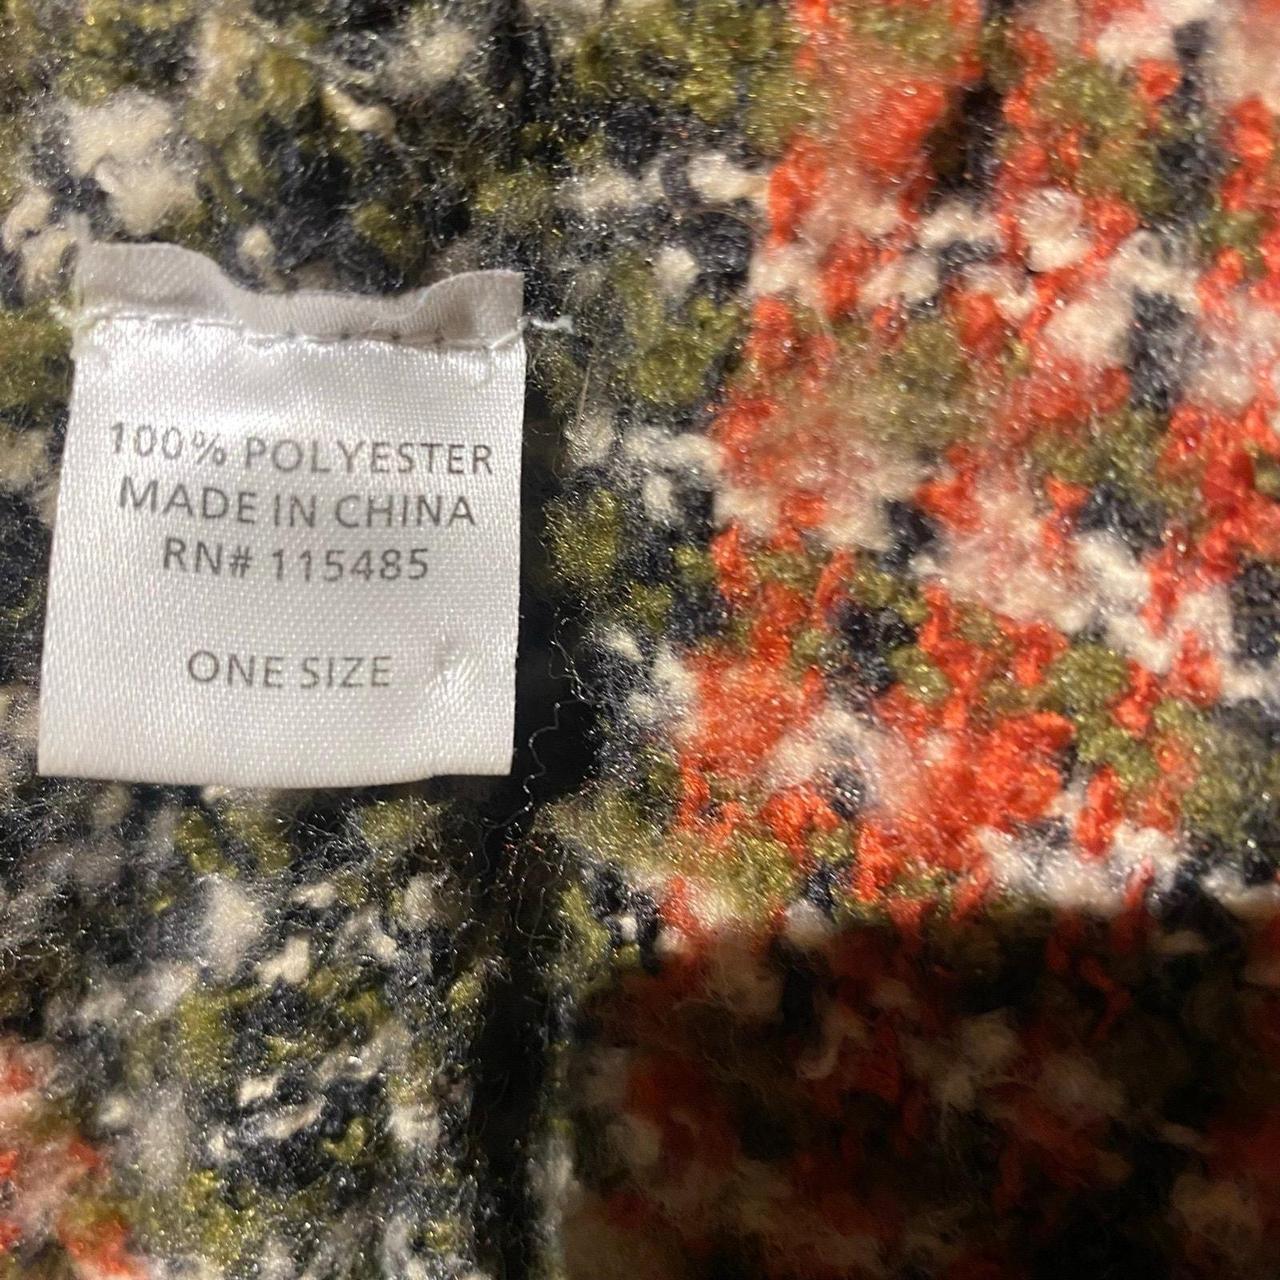 100% POLYESTER
MADE IN CHINA
RN# 115485
ONE SIZE